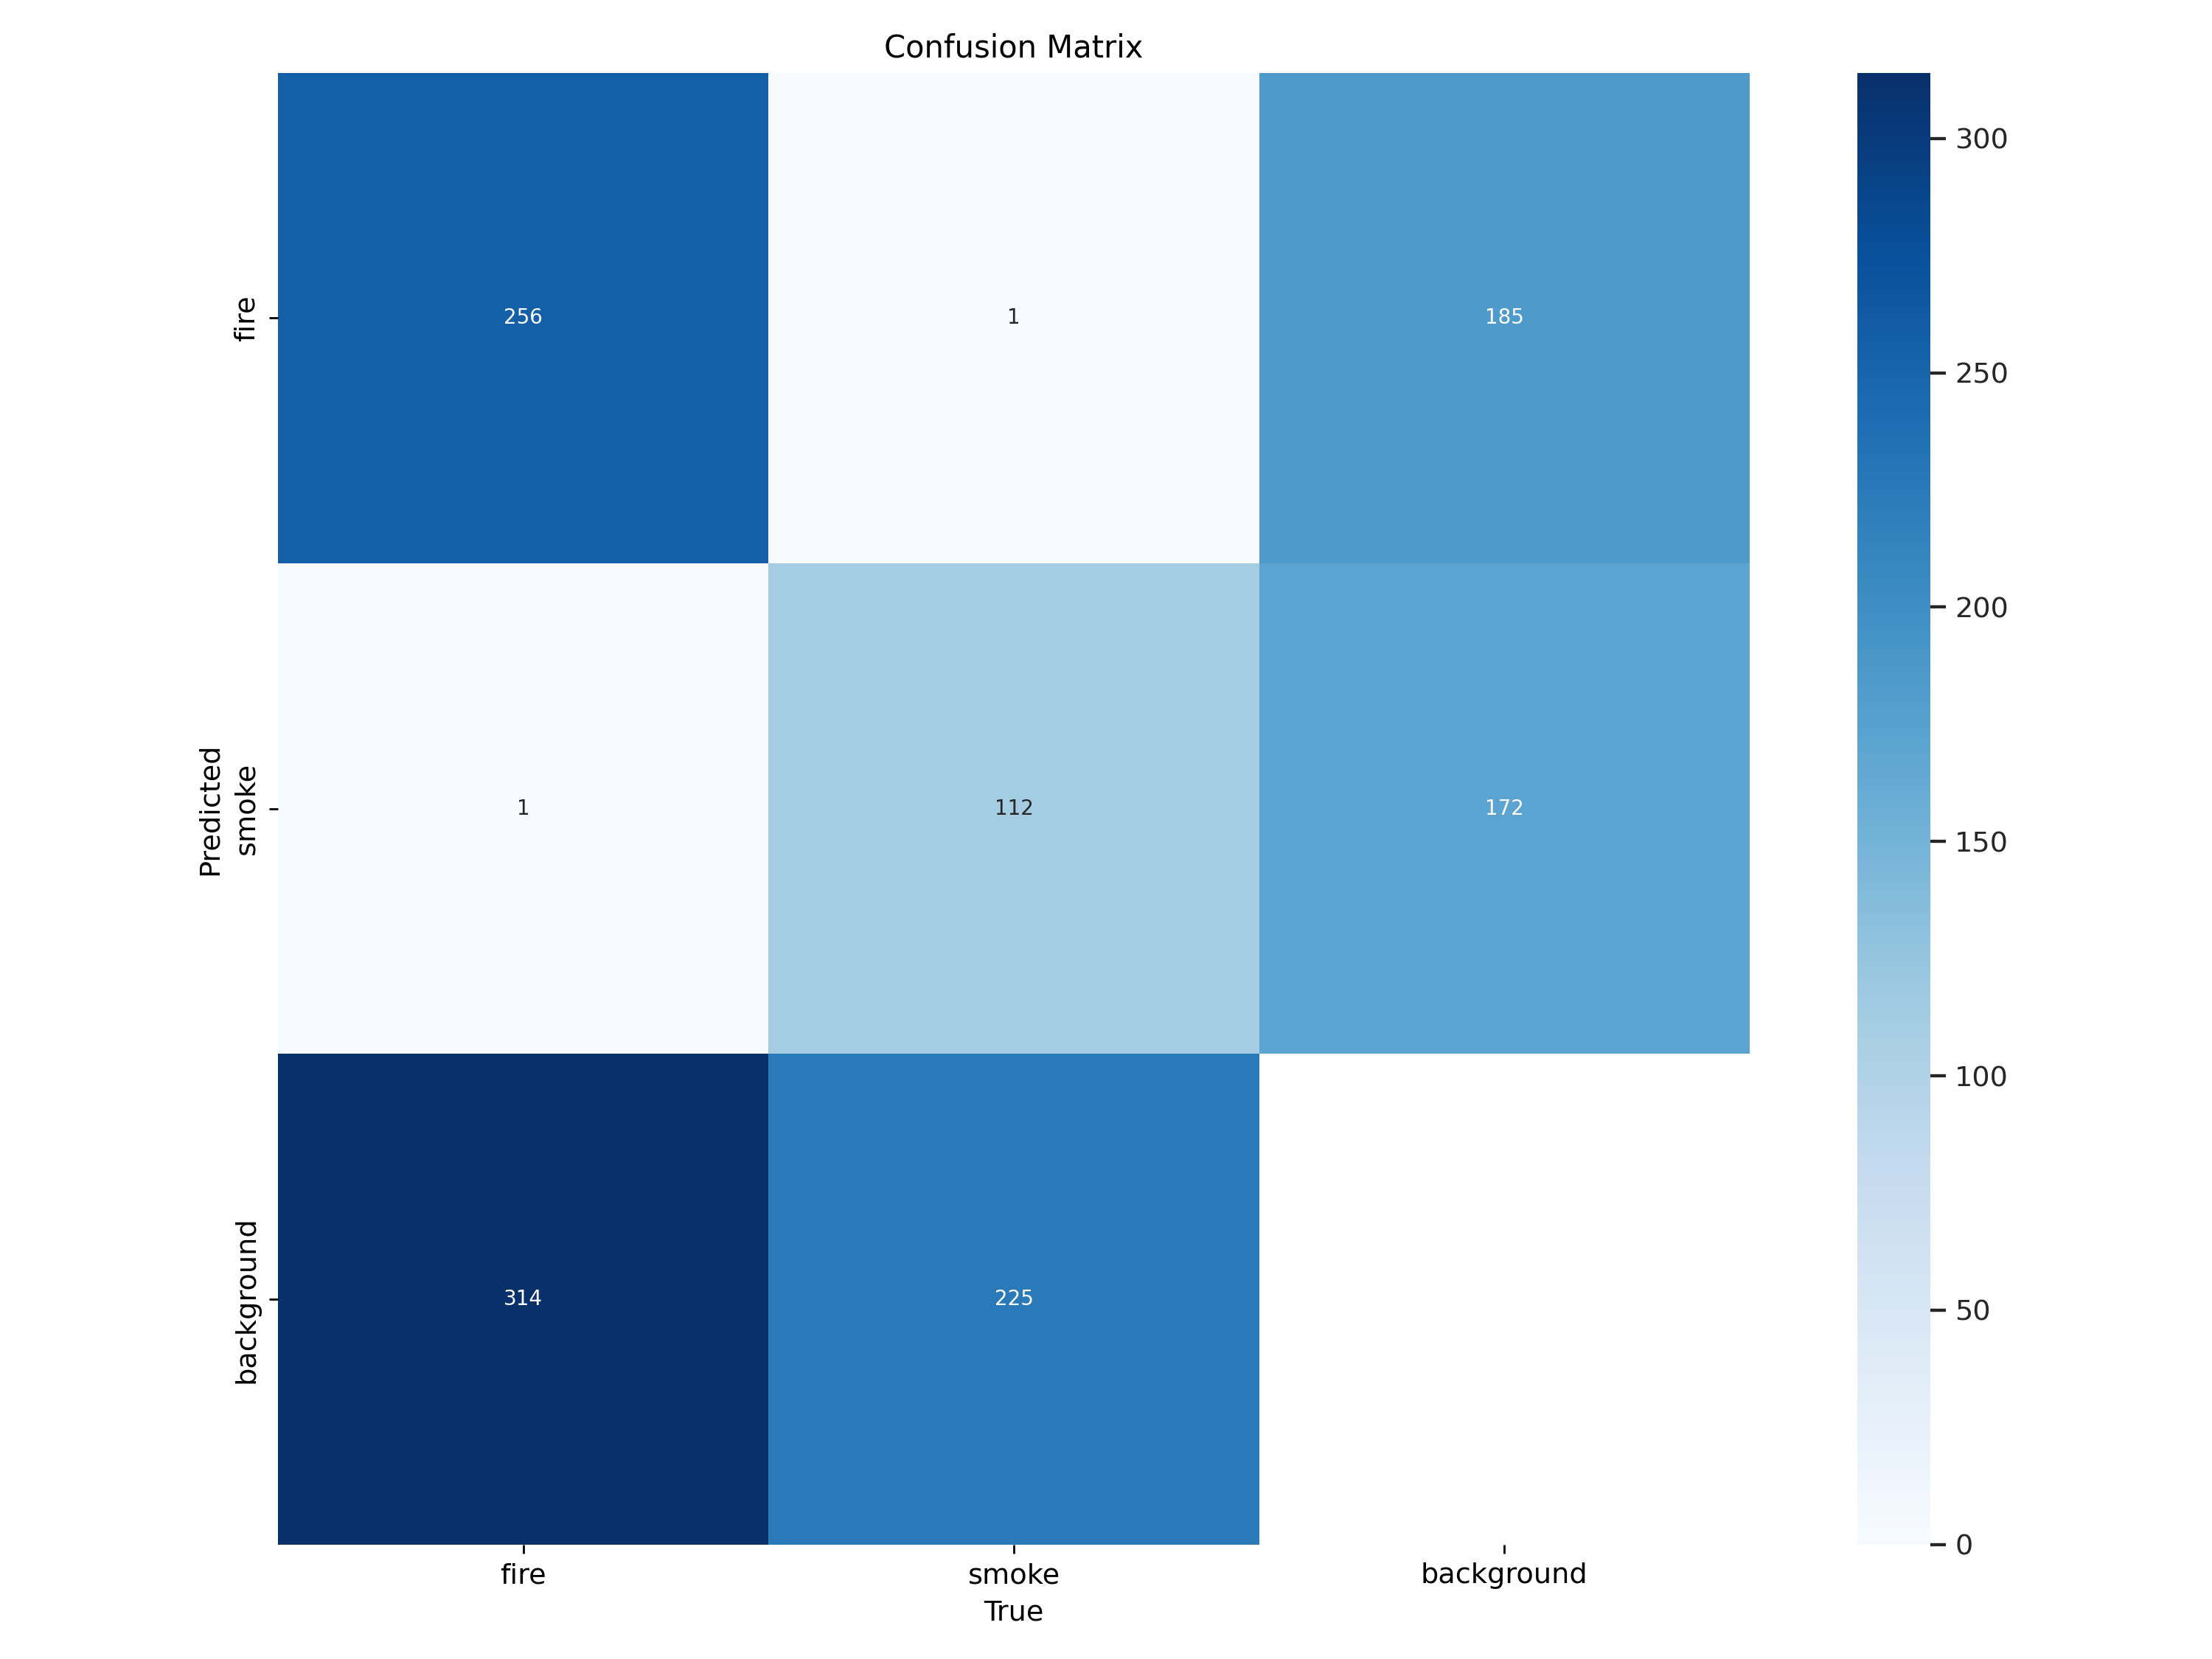 Confusion Matrix
fire
256
1
185
300
250
200
Predicted
smoke
1
112
172
150
100
background
314
225
50
0
fire
smoke
background
True